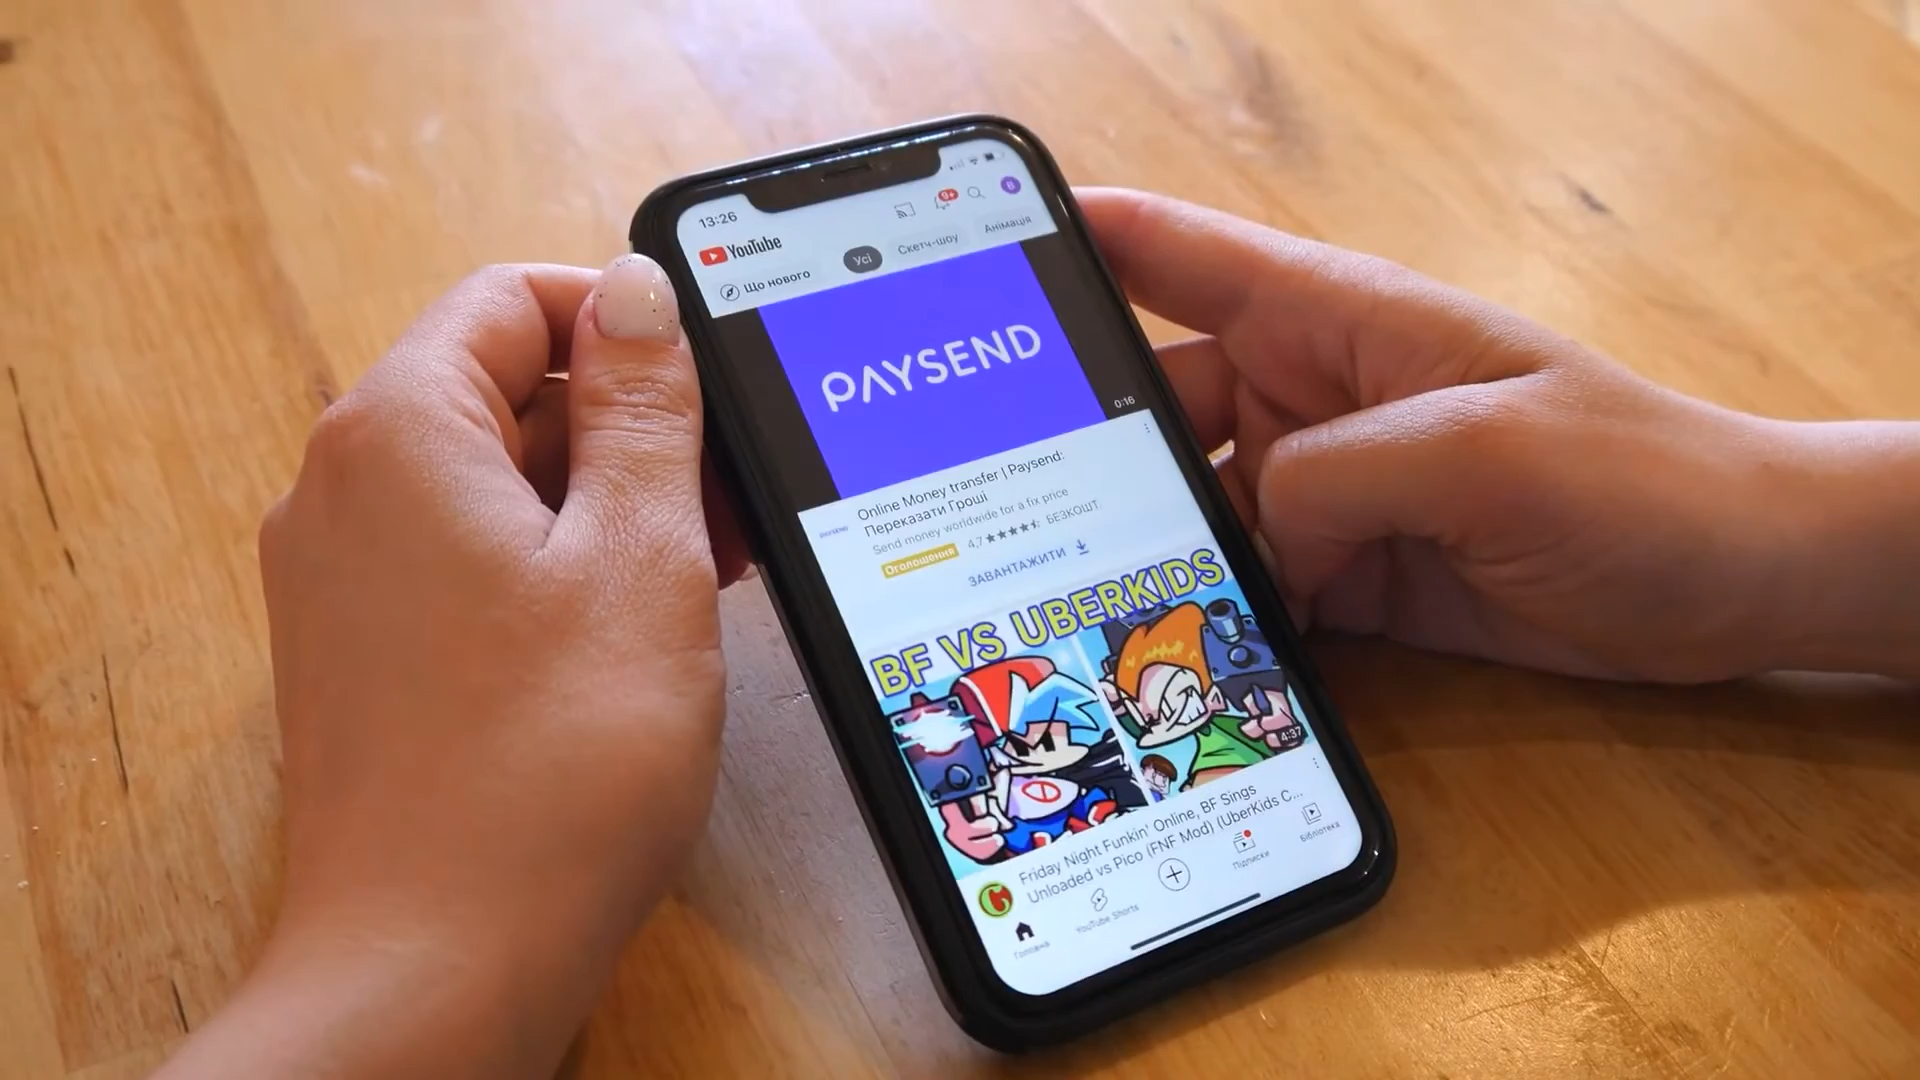 13:26
9+
B
YouTube
Що нового
Усі
Скетч-шоу
Анімація
PAYSEND
0:16
PAYSEND
Online Money transfer | Paysend:
Переказати Гроші
Send money worldwide for a fix price
Оголошення 4,7 БЕЗКОШТ.
ЗАВАНТАЖИТИ
BF VS UBERKIDS
4:37
Friday Night Funkin' Online, BF Sings
Unloaded vs Pico (FNF Mod) (UberKids C...
Головна
YouTube Shorts
Підписки
Бібліотека